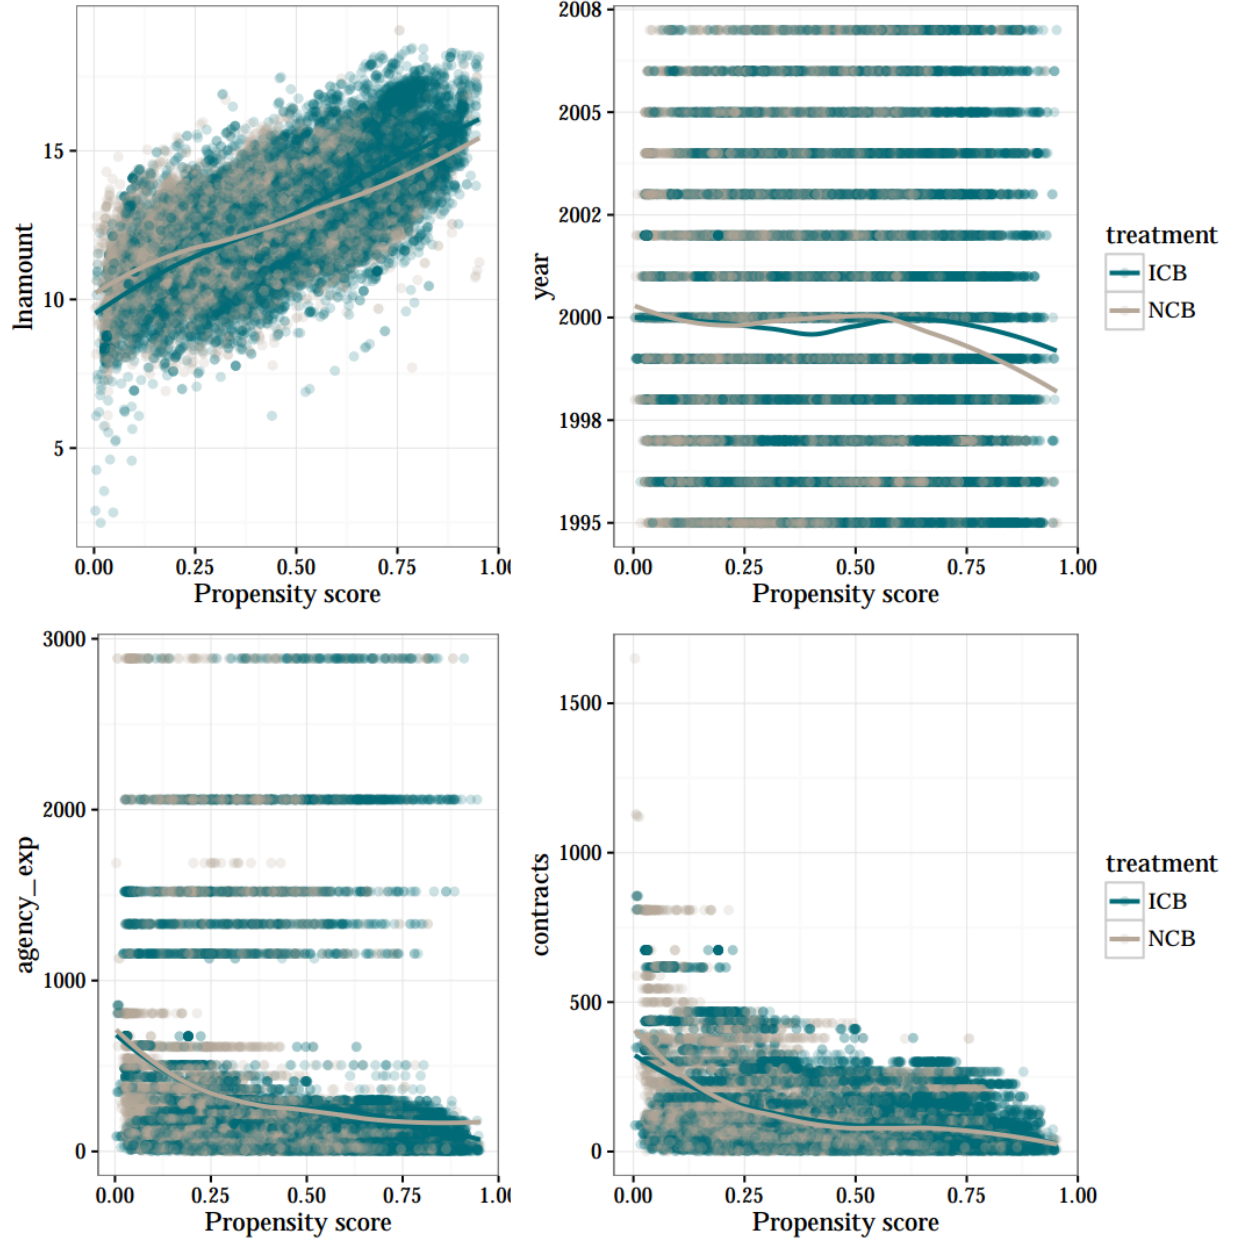 lnamount
15
10
5
0.00 0.25 0.50 0.75 1.00
Propensity score
year
2008
2005
2002
2000
1998
1995
0.00 0.25 0.50 0.75 1.00
Propensity score
treatment
ICB
NCB
agency_exp
3000
2000
1000
0
0.00 0.25 0.50 0.75 1.00
Propensity score
contracts
1500
1000
500
0
0.00 0.25 0.50 0.75 1.00
Propensity score
treatment
ICB
NCB